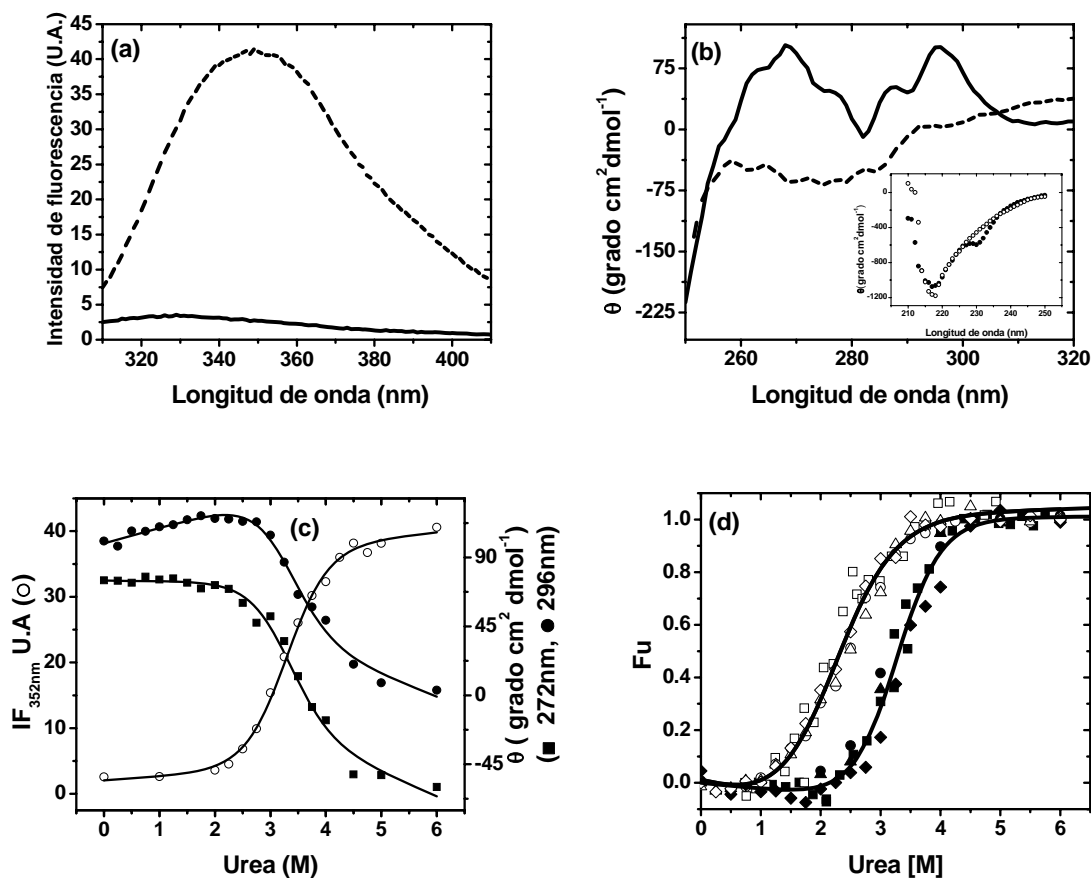 (a)
Intensidad de fluorescencia (U.A.)
45
40
35
30
25
20
15
10
5
0
320 340 360 380 400
Longitud de onda (nm)
(b)
θ (grado cm² dmol⁻¹)
75
0
-75
-150
-225
260 280 300 320
Longitud de onda (nm)
θ(grado cm² dmol⁻¹)
0
-400
-800
-1200
210 220 230 240 250
Longitud de onda (nm)
(c)
IF352nm U.A (○)
40
30
20
10
0
0 1 2 3 4 5 6
Urea (M)
90
45
0
-45
θ ( grado cm² dmol⁻¹)
(■ 272nm, ● 296nm)
(d)
Fu
1.0
0.8
0.6
0.4
0.2
0.0
0 1 2 3 4 5 6
Urea [M]